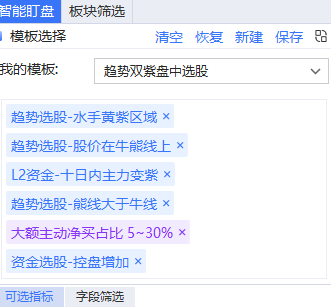 智能盯盘 板块筛选
模板选择 清空 恢复 新建 保存
我的模板: 趋势双紫盘中选股
趋势选股-水手黄紫区域 ×
趋势选股-股价在牛熊线上 ×
L2资金-十日内主力变紫 ×
趋势选股-熊线大于牛线 ×
大额主动净买占比 5~30% ×
资金选股-控盘增加 ×
可选指标 字段筛选